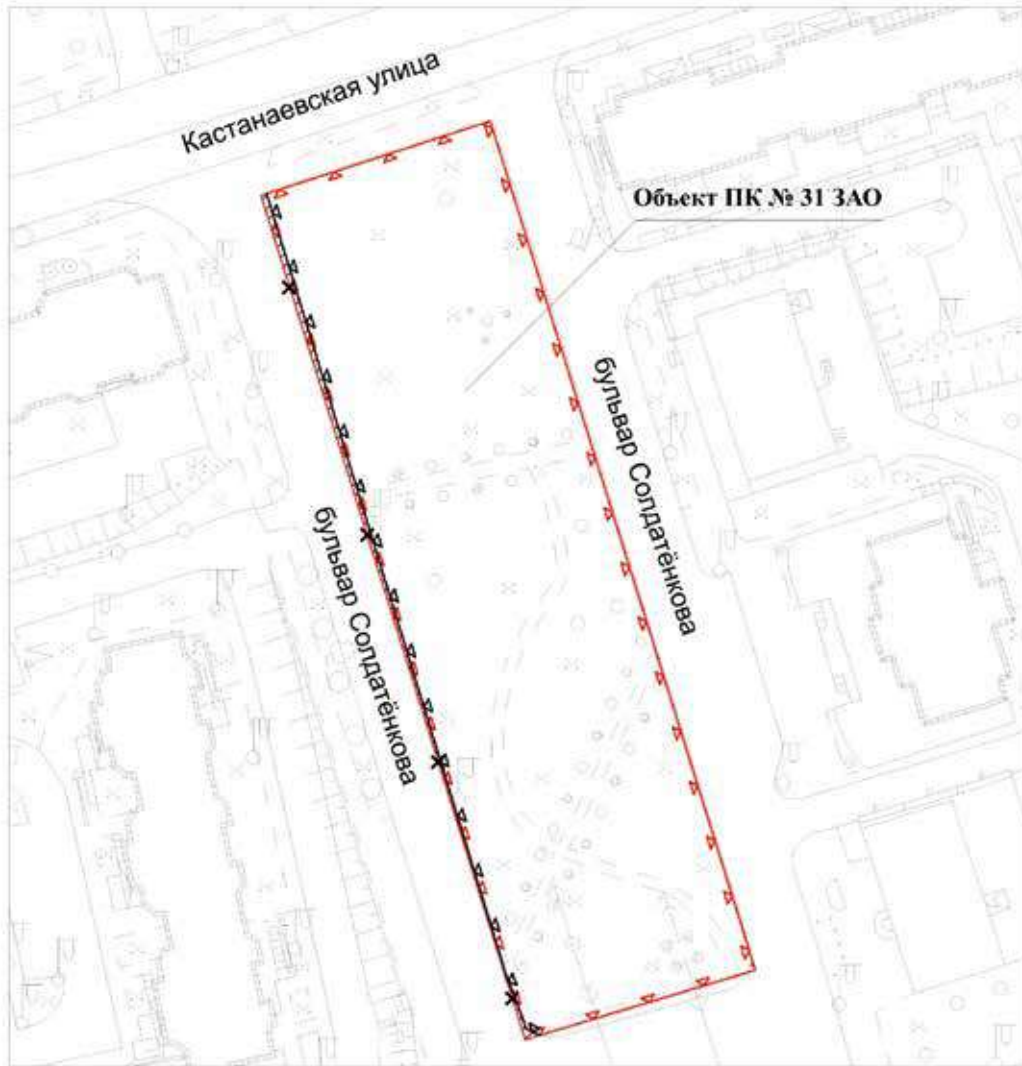 Кастанаевская улица
Объект ПК № 31 ЗАО
бульвар Солдатёнкова
бульвар Солдатёнкова